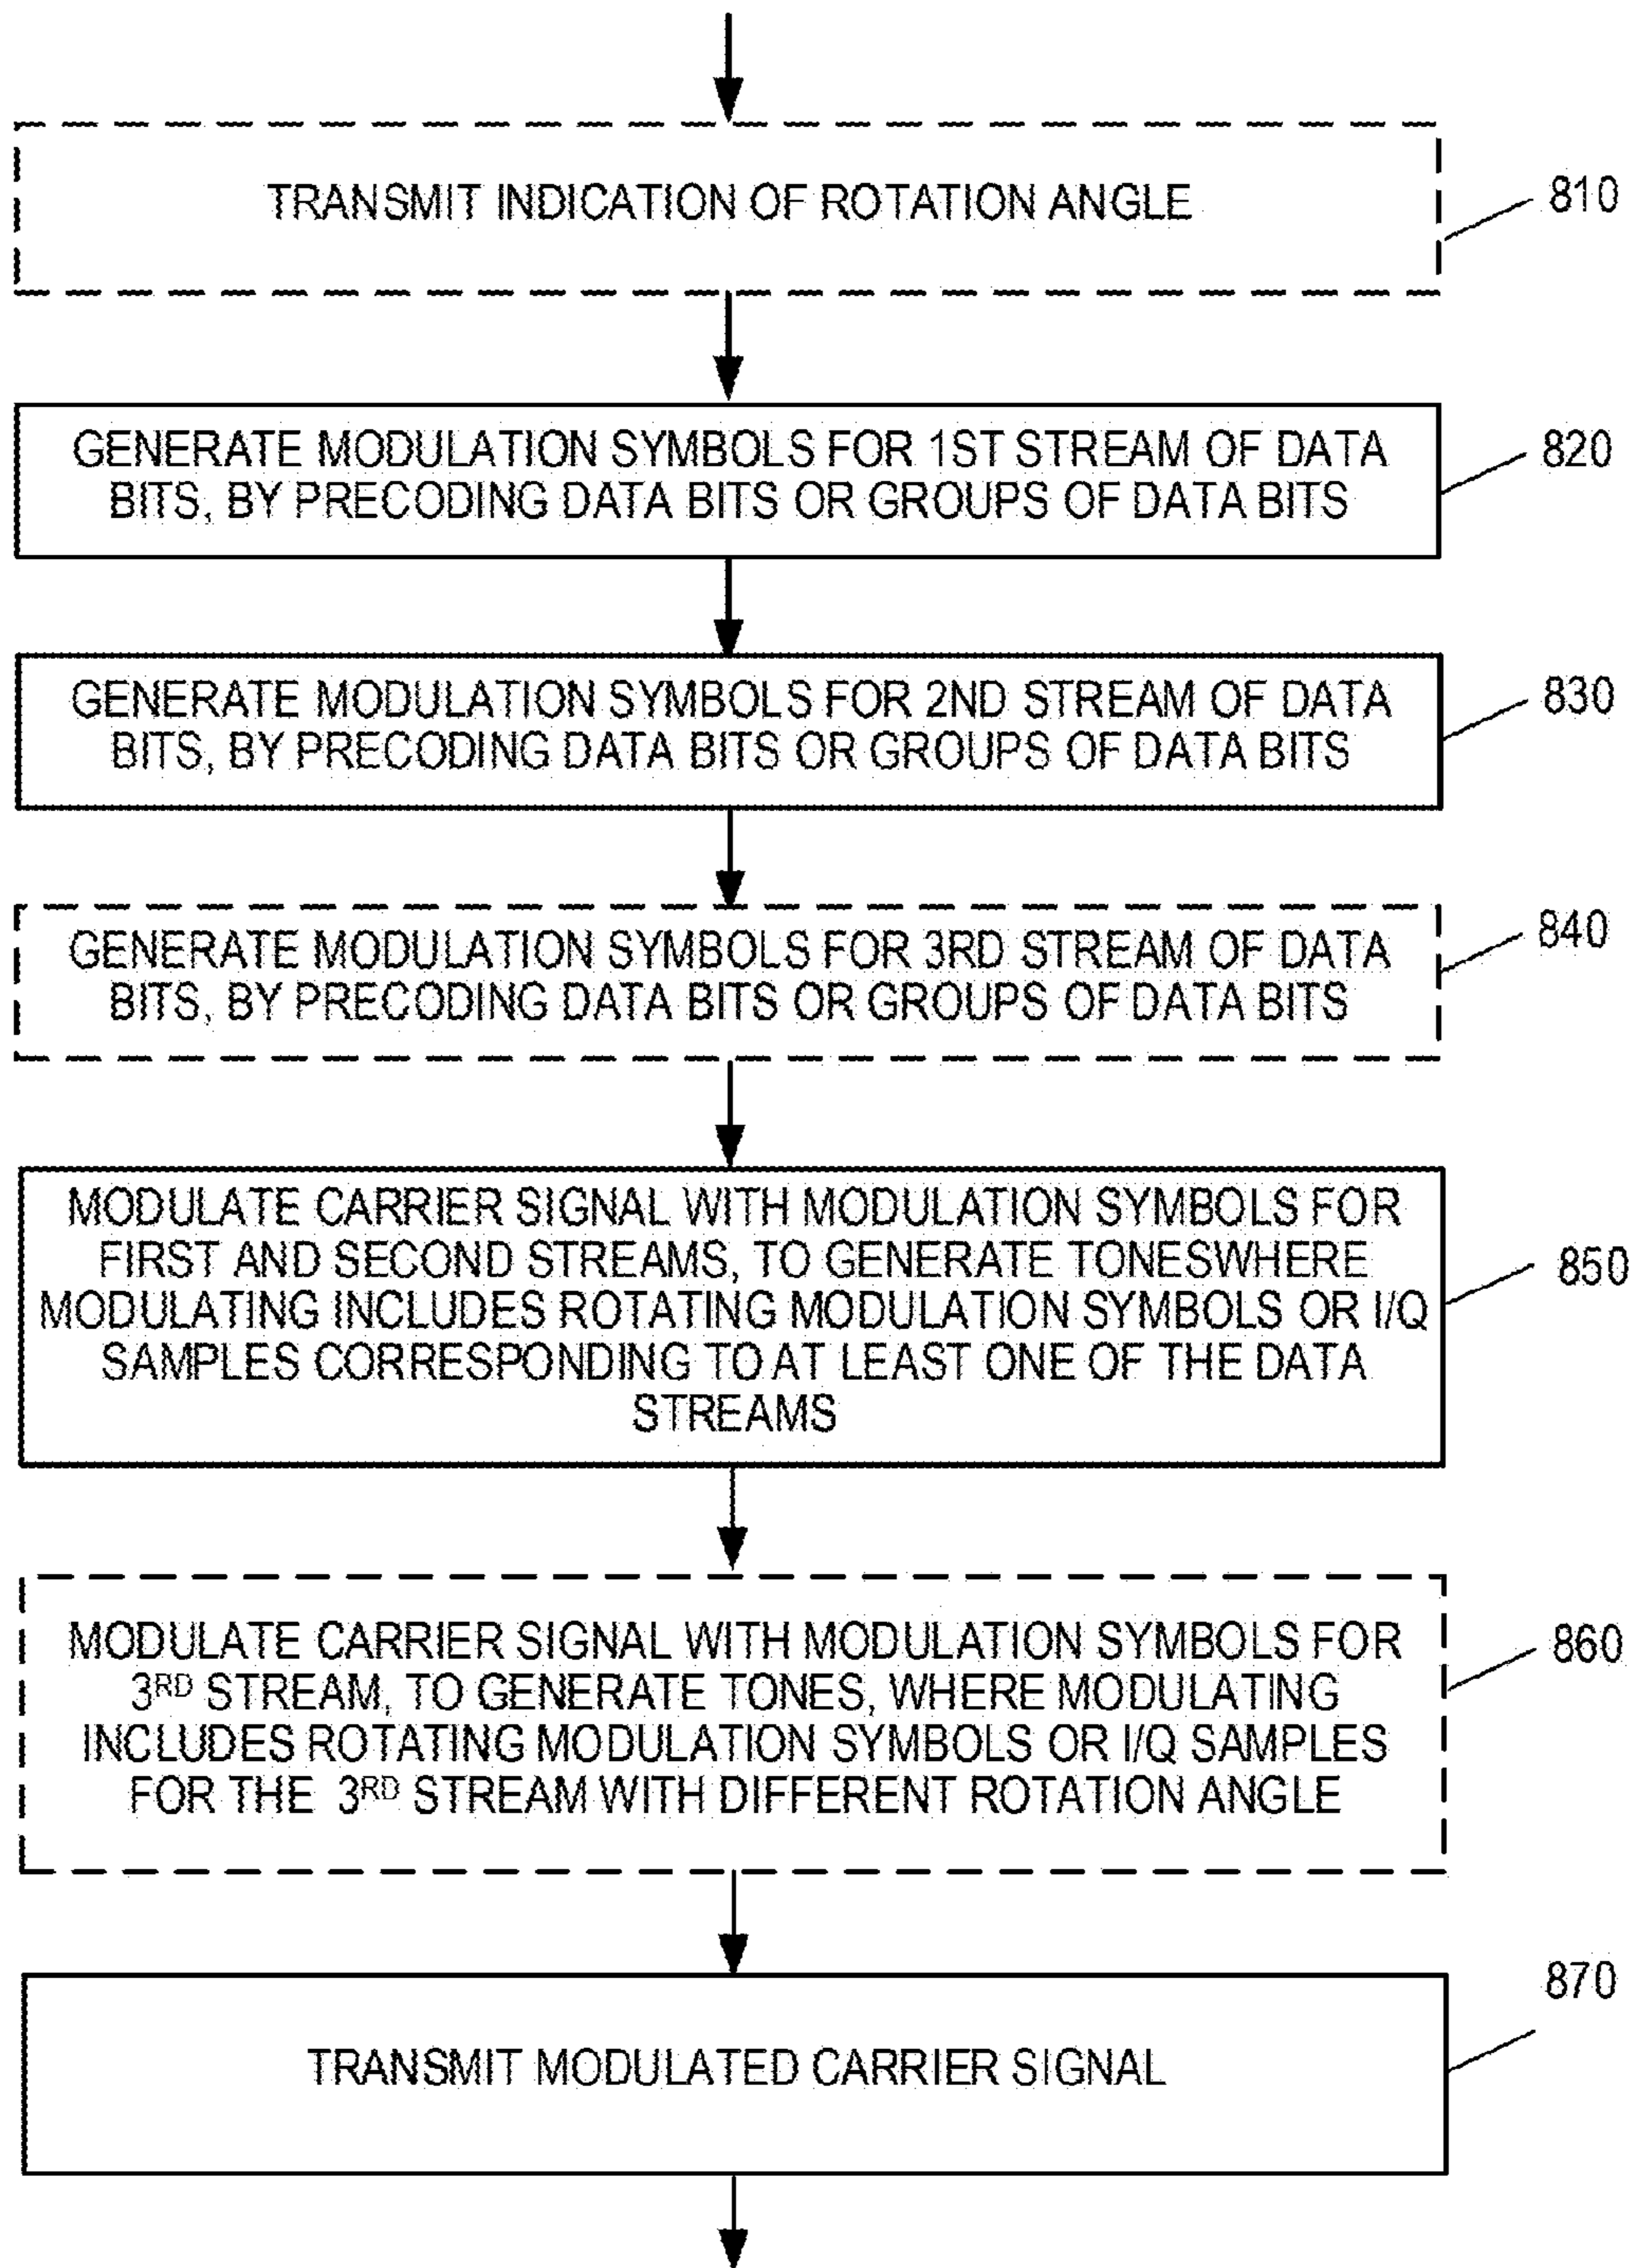 TRANSMIT INDICATION OF ROTATION ANGLE
810
GENERATE MODULATION SYMBOLS FOR 1ST STREAM OF DATA
BITS, BY PRECODING DATA BITS OR GROUPS OF DATA BITS
820
GENERATE MODULATION SYMBOLS FOR 2ND STREAM OF DATA
BITS, BY PRECODING DATA BITS OR GROUPS OF DATA BITS
830
GENERATE MODULATION SYMBOLS FOR 3RD STREAM OF DATA
BITS, BY PRECODING DATA BITS OR GROUPS OF DATA BITS
840
MODULATE CARRIER SIGNAL WITH MODULATION SYMBOLS FOR
FIRST AND SECOND STREAMS, TO GENERATE TONESWHERE
MODULATING INCLUDES ROTATING MODULATION SYMBOLS OR I/Q
SAMPLES CORRESPONDING TO AT LEAST ONE OF THE DATA
STREAMS
850
MODULATE CARRIER SIGNAL WITH MODULATION SYMBOLS FOR
3RD STREAM, TO GENERATE TONES, WHERE MODULATING
INCLUDES ROTATING MODULATION SYMBOLS OR I/Q SAMPLES
FOR THE 3RD STREAM WITH DIFFERENT ROTATION ANGLE
860
TRANSMIT MODULATED CARRIER SIGNAL
870